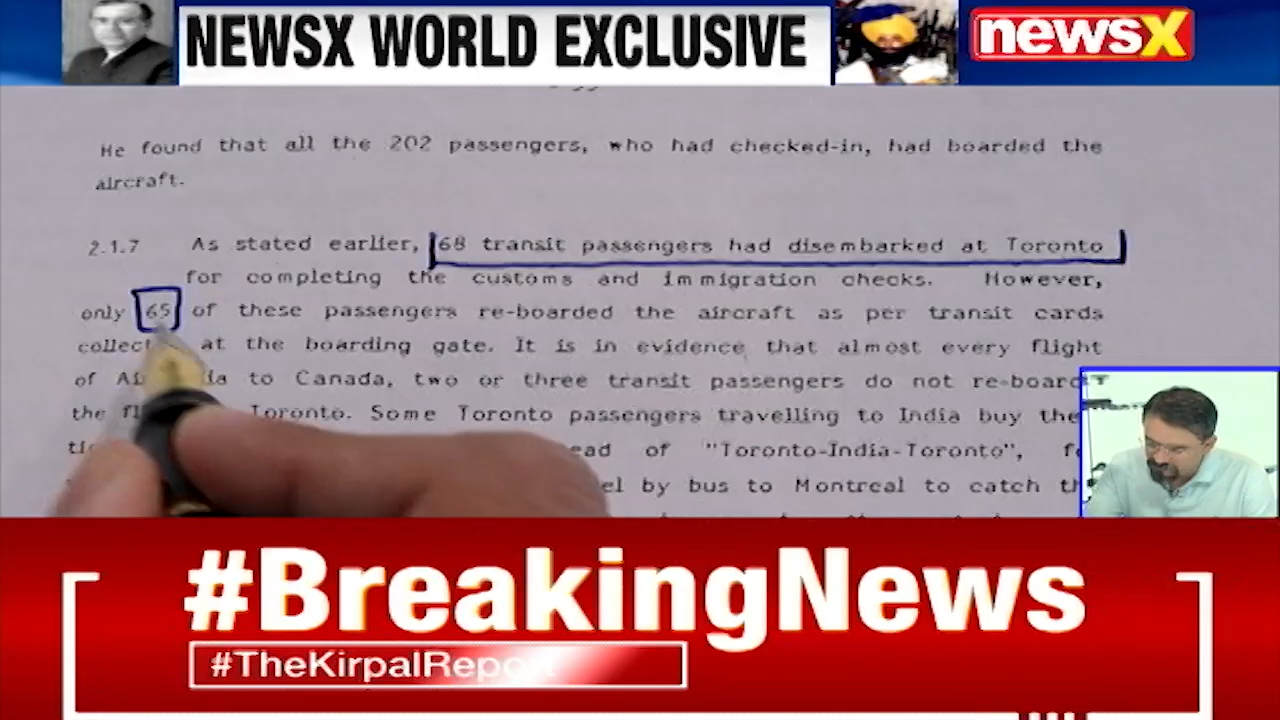 NEWSX WORLD EXCLUSIVE
newsX
He found that all the 202 passengers, who had checked-in, had boarded the
aircraft.
2.1.7 As stated earlier, 68 transit passengers had disembarked at Toronto
for completing the customs and immigration checks. However,
only 65 of these passengers re-boarded the aircraft as per transit cards
at the boarding gate. It is in evidence that almost every flight
of to Canada, two or three transit passengers do not re-board
the Toronto. Some Toronto passengers travelling to India buy
of "Toronto-India-Toronto",
by bus to Montreal to catch
#BreakingNews
#TheKirpalReport